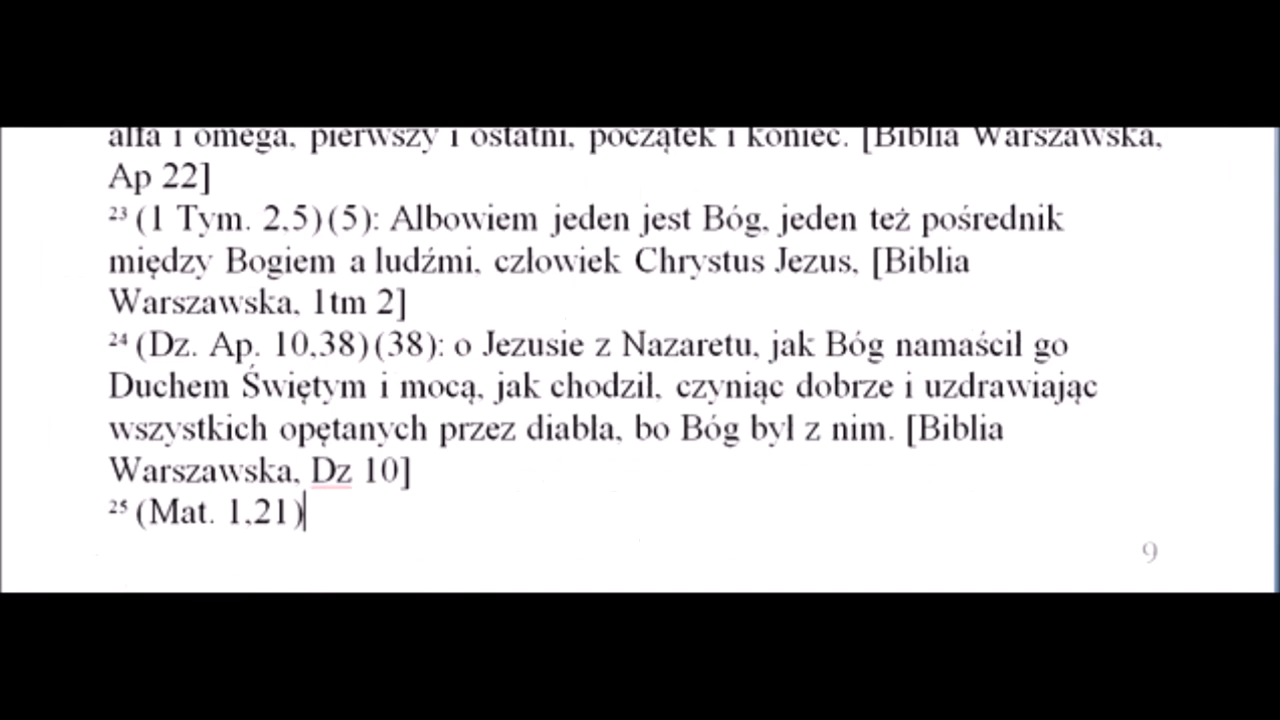 alfa i omega, pierwszy i ostatni, początek i koniec. [Biblia Warszawska,
Ap 22]
23 (1 Tym. 2,5)(5): Albowiem jeden jest Bóg, jeden też pośrednik
między Bogiem a ludźmi, człowiek Chrystus Jezus, [Biblia
Warszawska, 1tm 2]
24 (Dz. Ap. 10,38)(38): o Jezusie z Nazaretu, jak Bóg namaścił go
Duchem Świętym i mocą, jak chodził, czyniąc dobrze i uzdrawiając
wszystkich opętanych przez diabła, bo Bóg był z nim. [Biblia
Warszawska, Dz 10]
25 (Mat. 1,21)
9